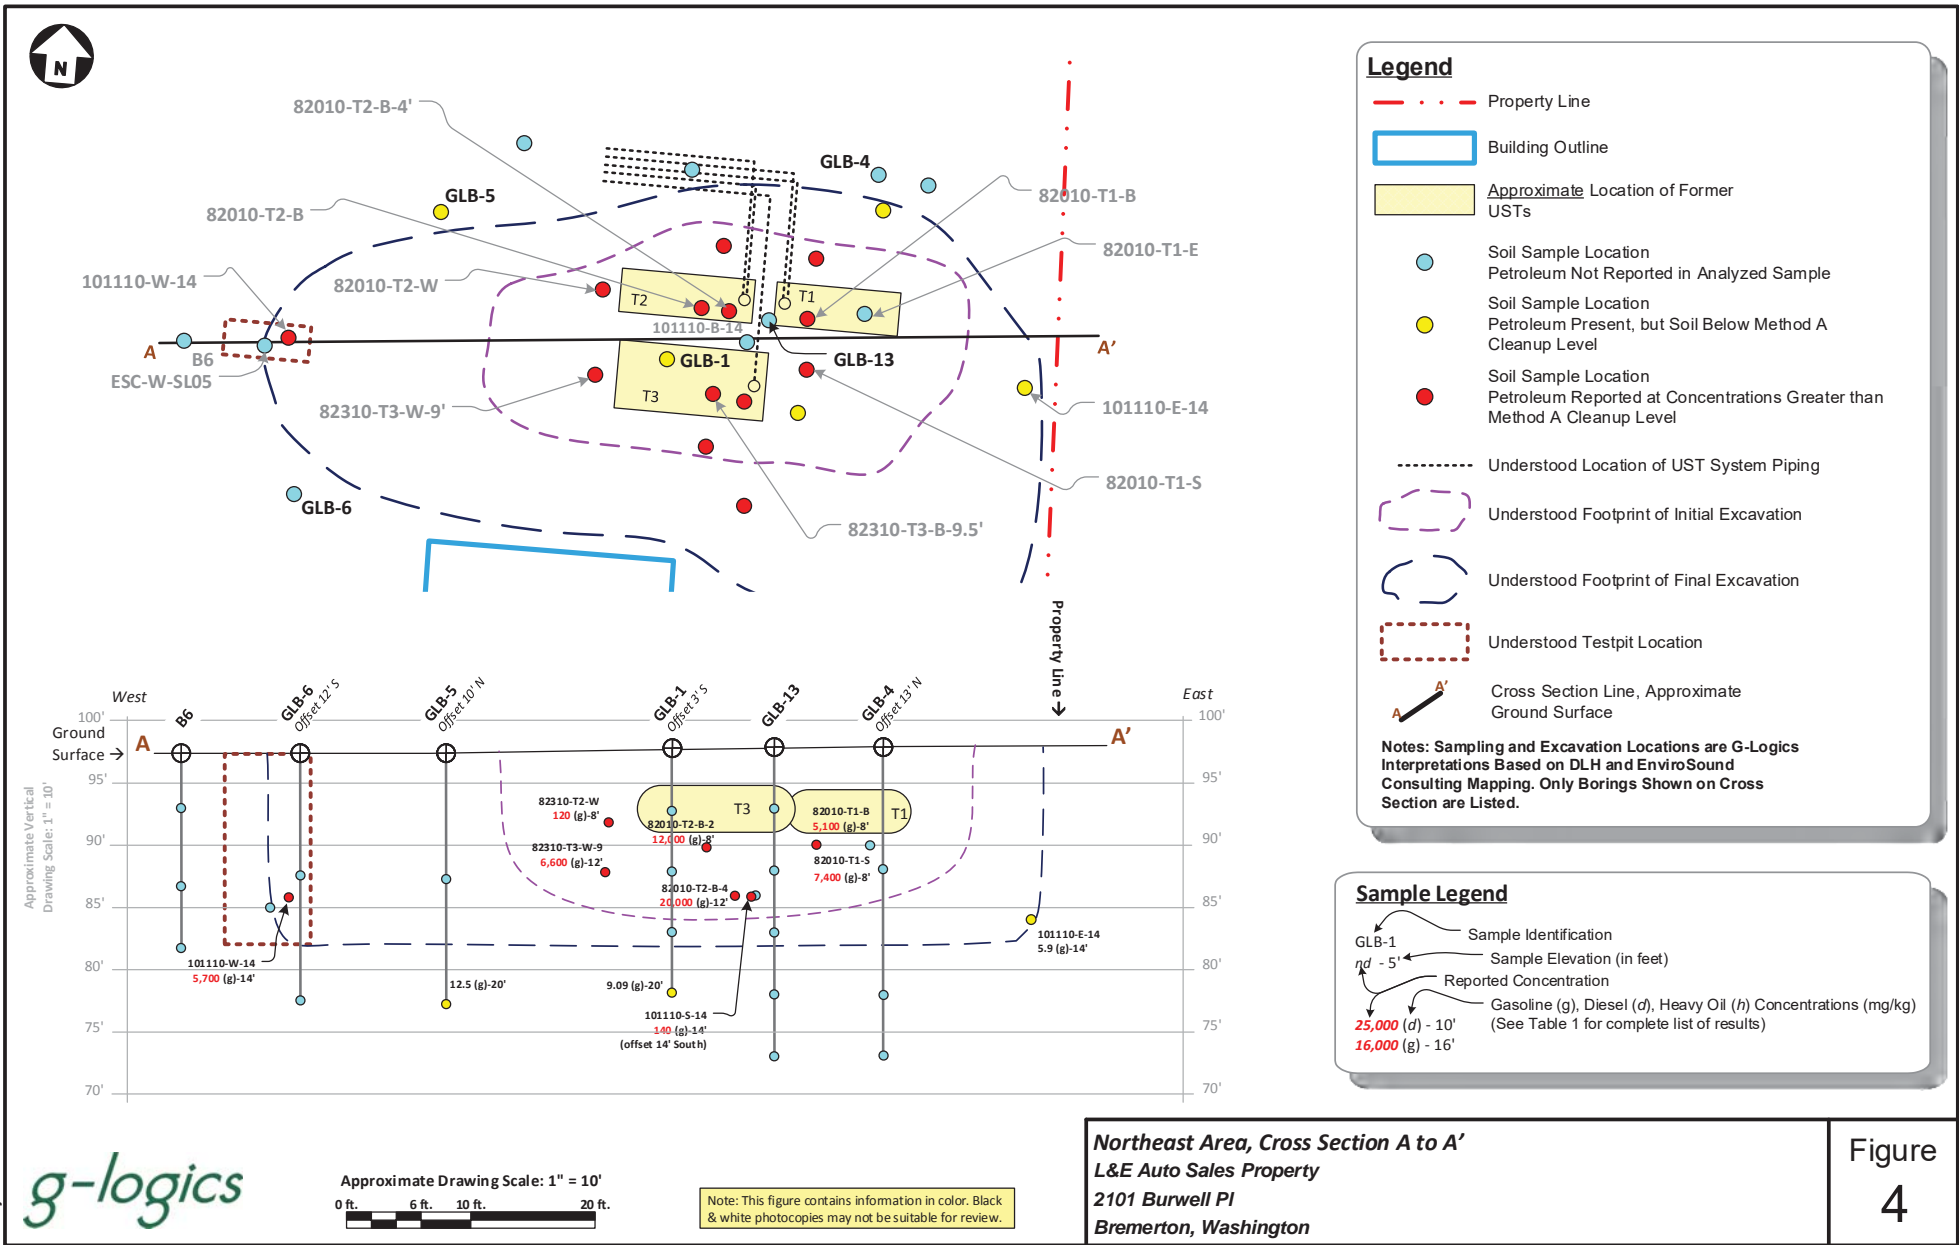 N
82010-T2-B-4'
GLB-4
GLB-5
82010-T1-B
82010-T2-B
82010-T1-E
101110-W-14
82010-T2-W
T2
T1
101110-B-14
A
B6
GLB-1
GLB-13
A'
ESC-W-SL05
T3
82310-T3-W-9'
101110-E-14
82010-T1-S
GLB-6
82310-T3-B-9.5'
Legend
Property Line
Building Outline
Approximate Location of Former
USTs
Soil Sample Location
Petroleum Not Reported in Analyzed Sample
Soil Sample Location
Petroleum Present, but Soil Below Method A
Cleanup Level
Soil Sample Location
Petroleum Reported at Concentrations Greater than
Method A Cleanup Level
Understood Location of UST System Piping
Understood Footprint of Initial Excavation
Understood Footprint of Final Excavation
Understood Testpit Location
A'
A
Cross Section Line, Approximate
Ground Surface
Notes: Sampling and Excavation Locations are G-Logics
Interpretations Based on DLH and EnviroSound
Consulting Mapping. Only Borings Shown on Cross
Section are Listed.
Property Line
West
B6
GLB-6
Offset 12' S
GLB-5
Offset 10' N
GLB-1
Offset 3' S
GLB-13
GLB-4
Offset 13' N
East
100'
100'
Ground
Surface
A
A'
95'
95'
90'
90'
85'
85'
80'
80'
75'
75'
70'
70'
Approximate Vertical
Drawing Scale: 1" = 10'
82310-T2-W
120 (g)-8'
T3
82010-T1-B
5,100 (g)-8'
T1
82010-T2-B-2
12,000 (g)-8'
82310-T3-W-9
6,600 (g)-12'
82010-T1-S
7,400 (g)-8'
82010-T2-B-4
20,000 (g)-12'
101110-E-14
5.9 (g)-14'
101110-W-14
5,700 (g)-14'
12.5 (g)-20'
9.09 (g)-20'
101110-S-14
140 (g)-14'
(offset 14' South)
Sample Legend
GLB-1
nd - 5'
Sample Identification
Sample Elevation (in feet)
Reported Concentration
Gasoline (g), Diesel (d), Heavy Oil (h) Concentrations (mg/kg)
(See Table 1 for complete list of results)
25,000 (d) - 10'
16,000 (g) - 16'
g-logics
Approximate Drawing Scale: 1" = 10'
0 ft. 6 ft. 10 ft. 20 ft.
Note: This figure contains information in color. Black
& white photocopies may not be suitable for review.
Northeast Area, Cross Section A to A'
L&E Auto Sales Property
2101 Burwell Pl
Bremerton, Washington
Figure
4